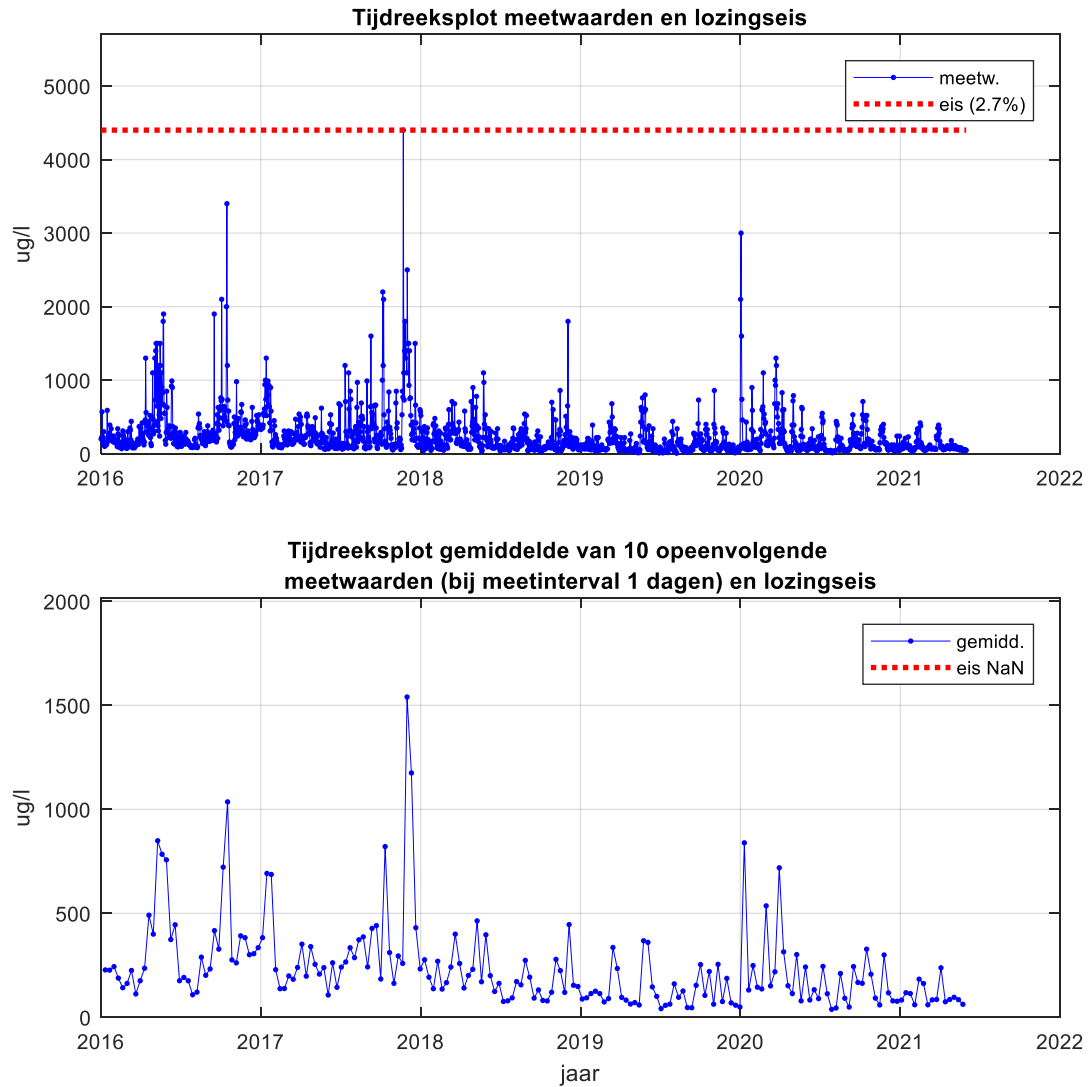 Tijdreeksplot meetwaarden en lozingseis
5000
4000
3000
2000
1000
0
ug/l
meetw.
eis (2.7%)
2016 2017 2018 2019 2020 2021 2022
Tijdreeksplot gemiddelde van 10 opeenvolgende
meetwaarden (bij meetinterval 1 dagen) en lozingseis
2000
1500
1000
500
0
ug/l
gemidd.
eis NaN
2016 2017 2018 2019 2020 2021 2022
jaar